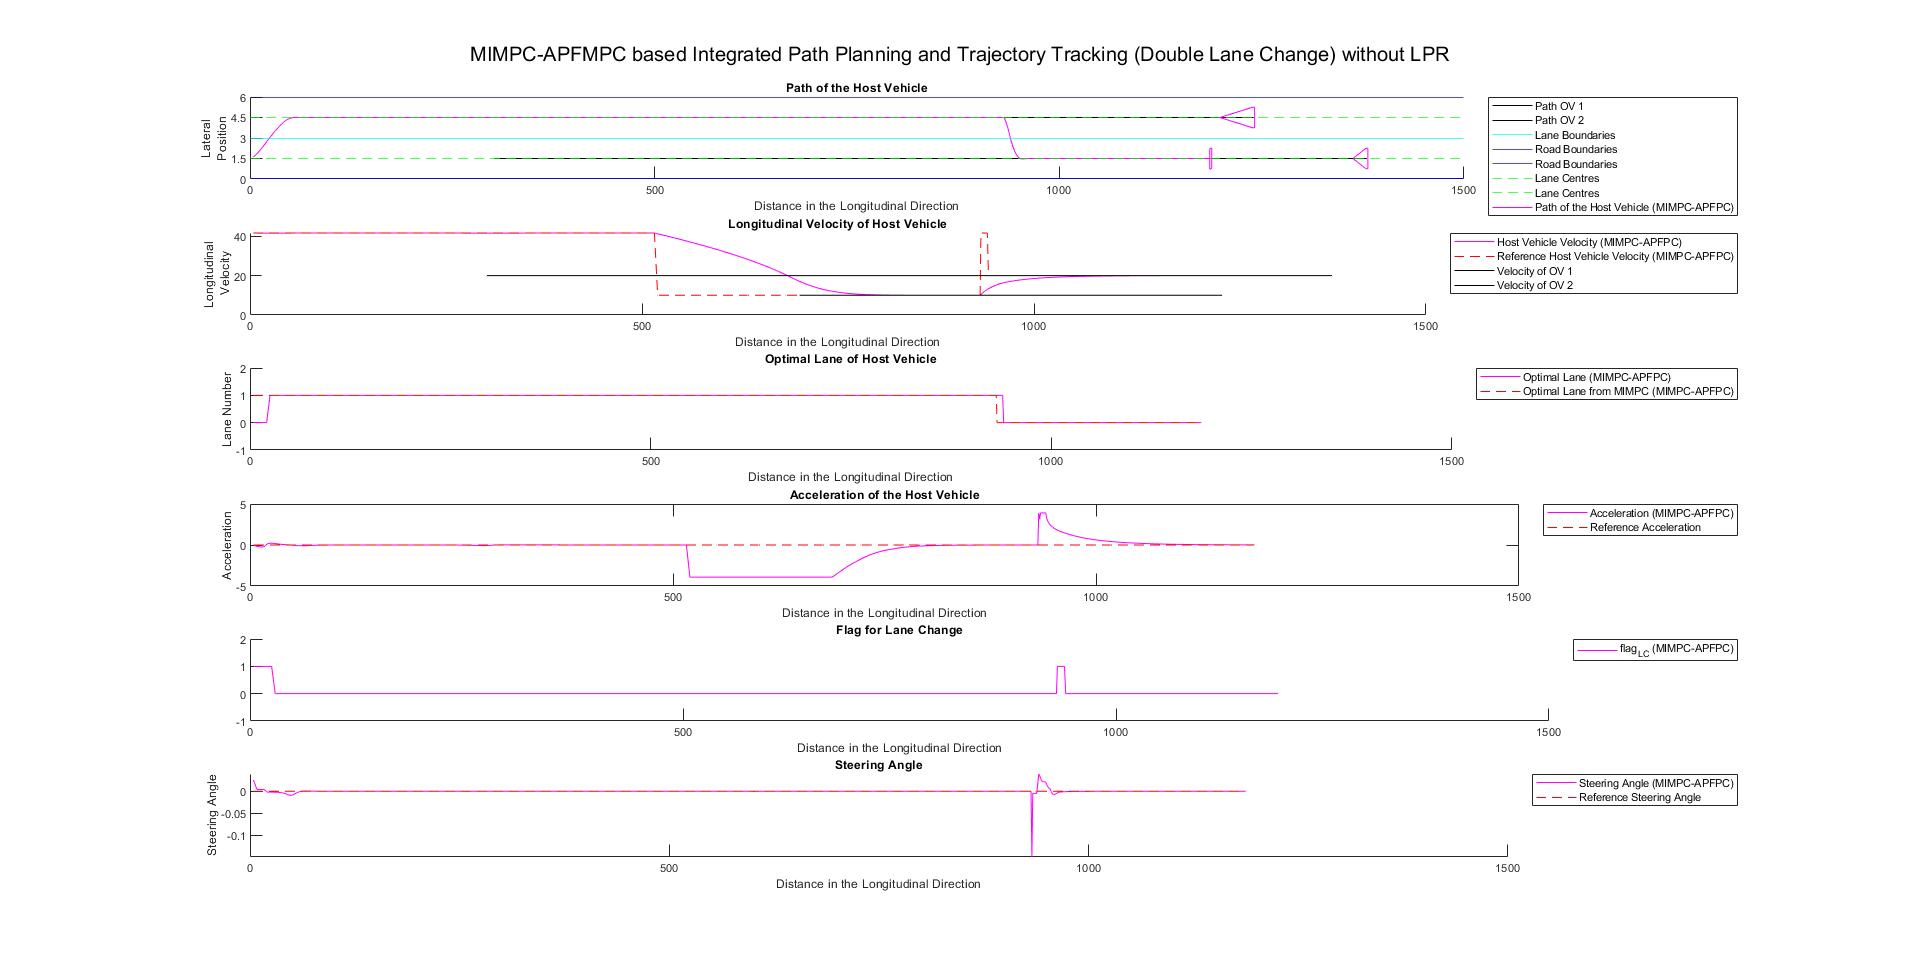 MIMPC-APFMPC based Integrated Path Planning and Trajectory Tracking (Double Lane Change) without LPR
Path of the Host Vehicle
Lateral
Position
6
4.5
3
1.5
0
0
500
1000
1500
Distance in the Longitudinal Direction
Path OV 1
Path OV 2
Lane Boundaries
Road Boundaries
Road Boundaries
Lane Centres
Lane Centres
Path of the Host Vehicle (MIMPC-APFPC)
Longitudinal Velocity of Host Vehicle
Longitudinal
Velocity
40
20
0
0
500
1000
1500
Distance in the Longitudinal Direction
Host Vehicle Velocity (MIMPC-APFPC)
Reference Host Vehicle Velocity (MIMPC-APFPC)
Velocity of OV 1
Velocity of OV 2
Optimal Lane of Host Vehicle
Lane Number
2
1
0
-1
0
500
1000
1500
Distance in the Longitudinal Direction
Optimal Lane (MIMPC-APFPC)
Optimal Lane from MIMPC (MIMPC-APFPC)
Acceleration of the Host Vehicle
Acceleration
5
0
-5
0
500
1000
1500
Distance in the Longitudinal Direction
Acceleration (MIMPC-APFPC)
Reference Acceleration
Flag for Lane Change
2
1
0
-1
0
500
1000
1500
Distance in the Longitudinal Direction
flag_LC (MIMPC-APFPC)
Steering Angle
Steering Angle
0
-0.05
-0.1
0
500
1000
1500
Distance in the Longitudinal Direction
Steering Angle (MIMPC-APFPC)
Reference Steering Angle